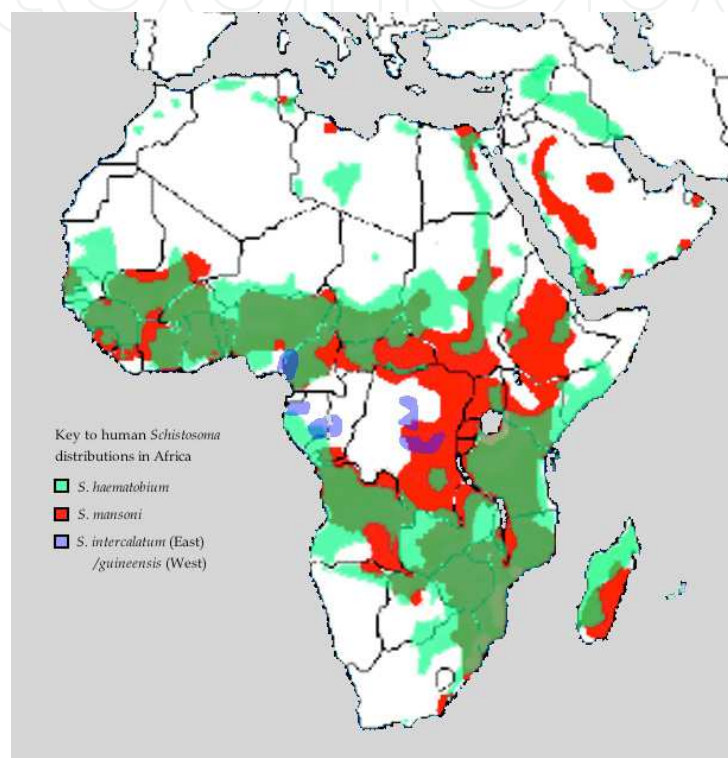 Key to human Schistosoma
distributions in Africa
S. haematobium
S. mansoni
S. intercalatum (East)
/guineensis (West)